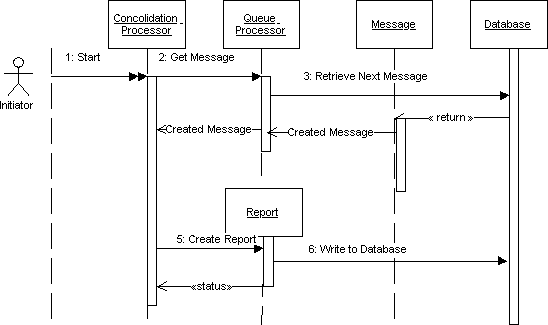 Concolidation
Processor
Queue
Processor
Message
Database
1: Start
2: Get Message
3: Retrieve Next Message
Initiator
« return »
Created Message
Created Message
Report
5: Create Report
6: Write to Database
«status»